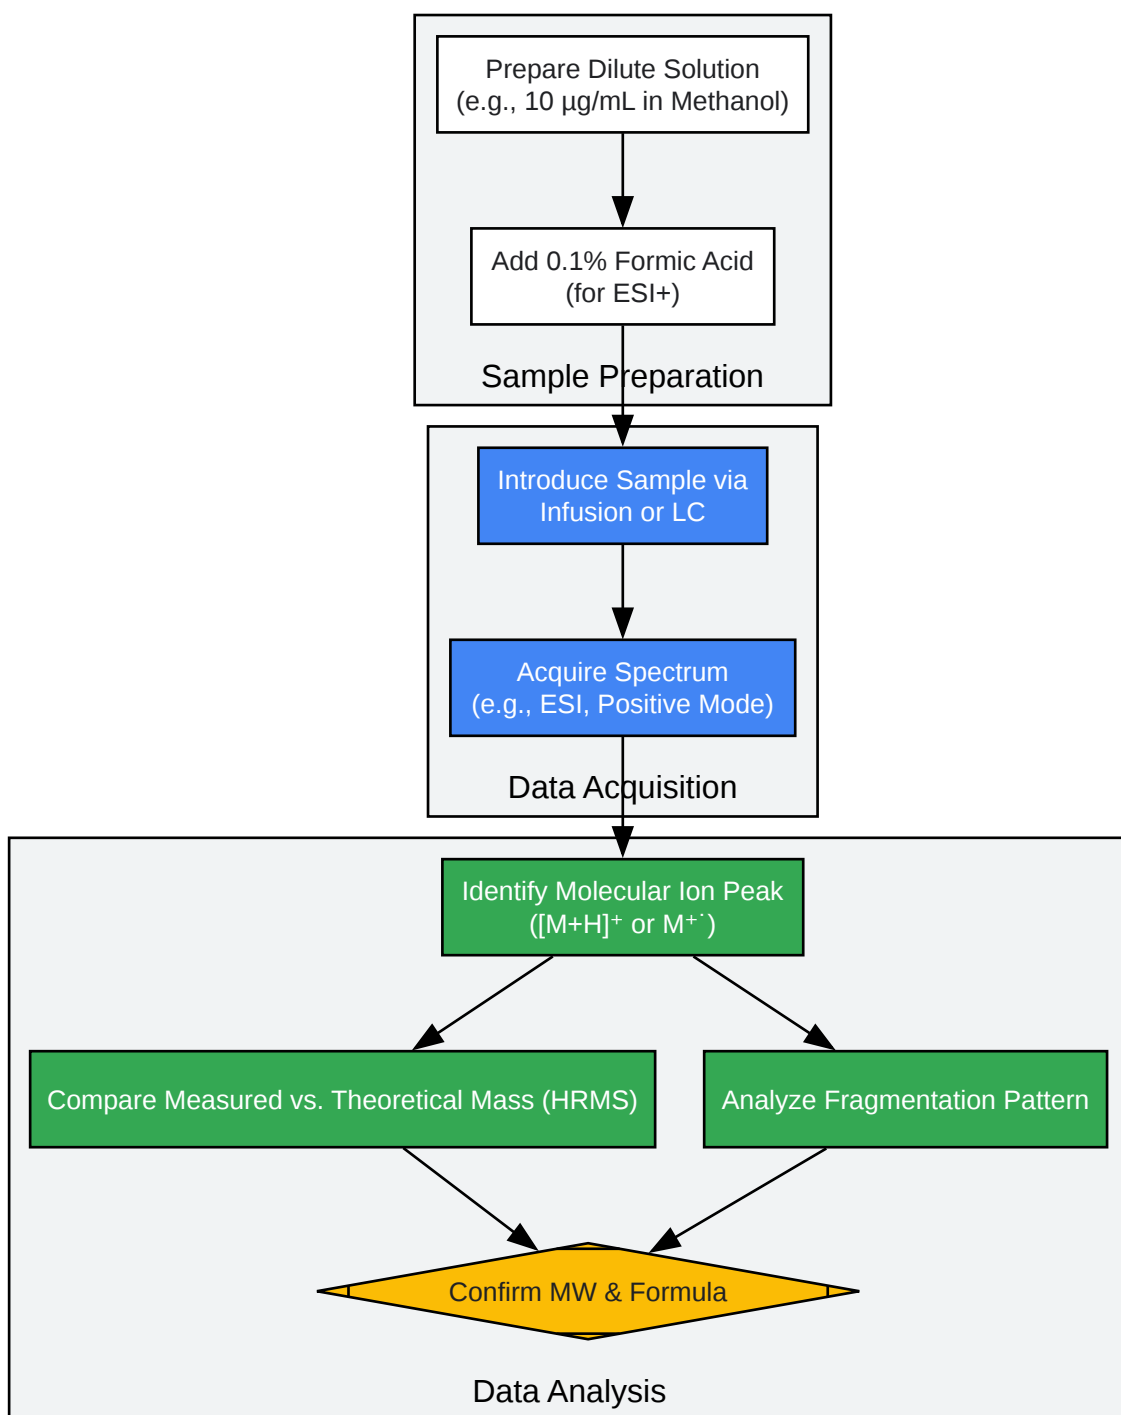 Prepare Dilute Solution
(e.g., 10 µg/mL in Methanol)
Add 0.1% Formic Acid
(for ESI+)
Sample Preparation
Introduce Sample via
Infusion or LC
Acquire Spectrum
(e.g., ESI, Positive Mode)
Data Acquisition
Identify Molecular Ion Peak
([M+H]⁺ or M⁺˙)
Compare Measured vs. Theoretical Mass (HRMS)
Analyze Fragmentation Pattern
Confirm MW & Formula
Data Analysis